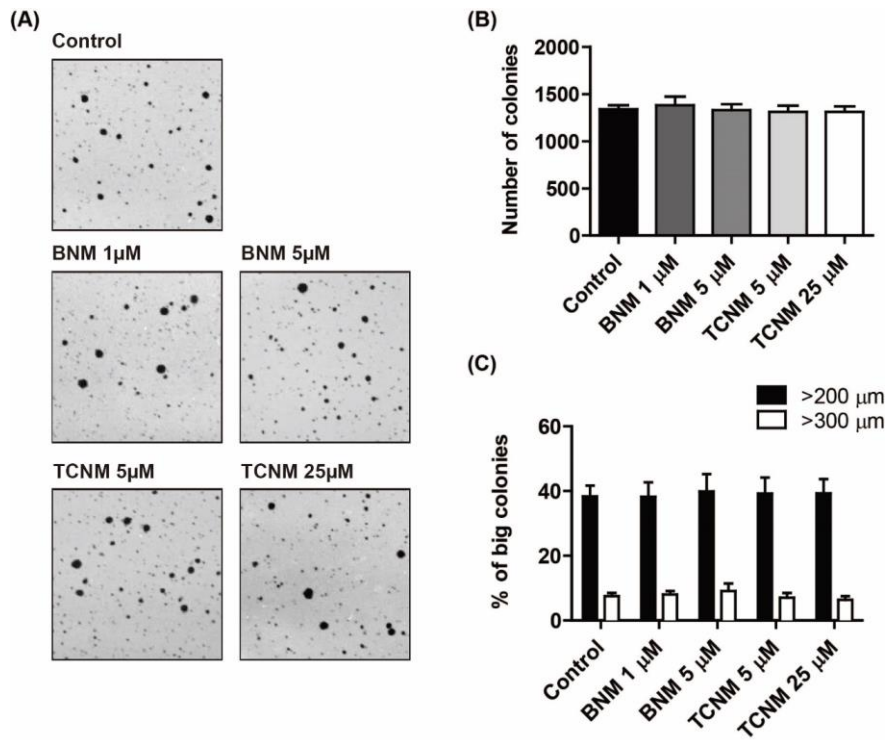 (A)
Control
BNM 1µM
BNM 5µM
TCNM 5µM
TCNM 25µM
(B)
Number of colonies
2000
1500
1000
500
0
Control
BNM 1 µM
BNM 5 µM
TCNM 5 µM
TCNM 25 µM
(C)
>200 µm
>300 µm
% of big colonies
60
40
20
0
Control
BNM 1 µM
BNM 5 µM
TCNM 5 µM
TCNM 25 µM